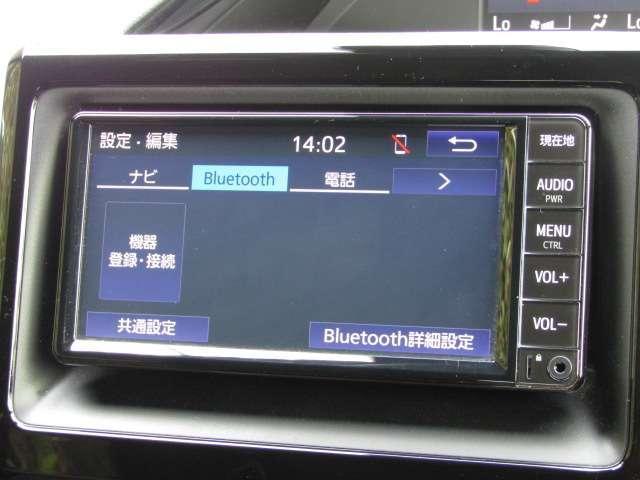 Lo
Lo
設定・編集
14:02
現在地
ナビ
Bluetooth
電話
AUDIO
PWR
機器
登録・接続
MENU
CTRL
VOL+
共通設定
Bluetooth詳細設定
VOL−